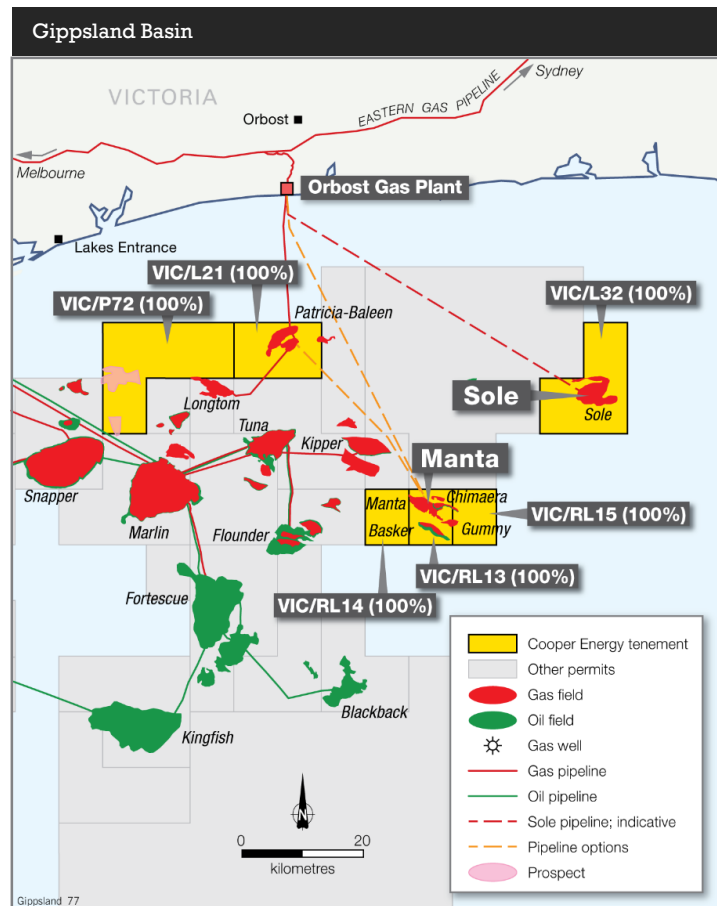 Gippsland Basin
Sydney
VICTORIA
EASTERN GAS PIPELINE
Orbost
Melbourne
Orbost Gas Plant
Lakes Entrance
VIC/L21 (100%)
VIC/P72 (100%)
VIC/L32 (100%)
Patricia-Baleen
Longtom
Sole
Sole
Tuna
Kipper
Manta
Snapper
Marlin
Flounder
Manta
Chimaera
Basker
Gummy
VIC/RL15 (100%)
VIC/RL13 (100%)
VIC/RL14 (100%)
Fortescue
Blackback
Kingfish
Cooper Energy tenement
Other permits
Gas field
Oil field
Gas well
Gas pipeline
Oil pipeline
Sole pipeline; indicative
Pipeline options
Prospect
N
0 20
kilometres
Gippsland 77